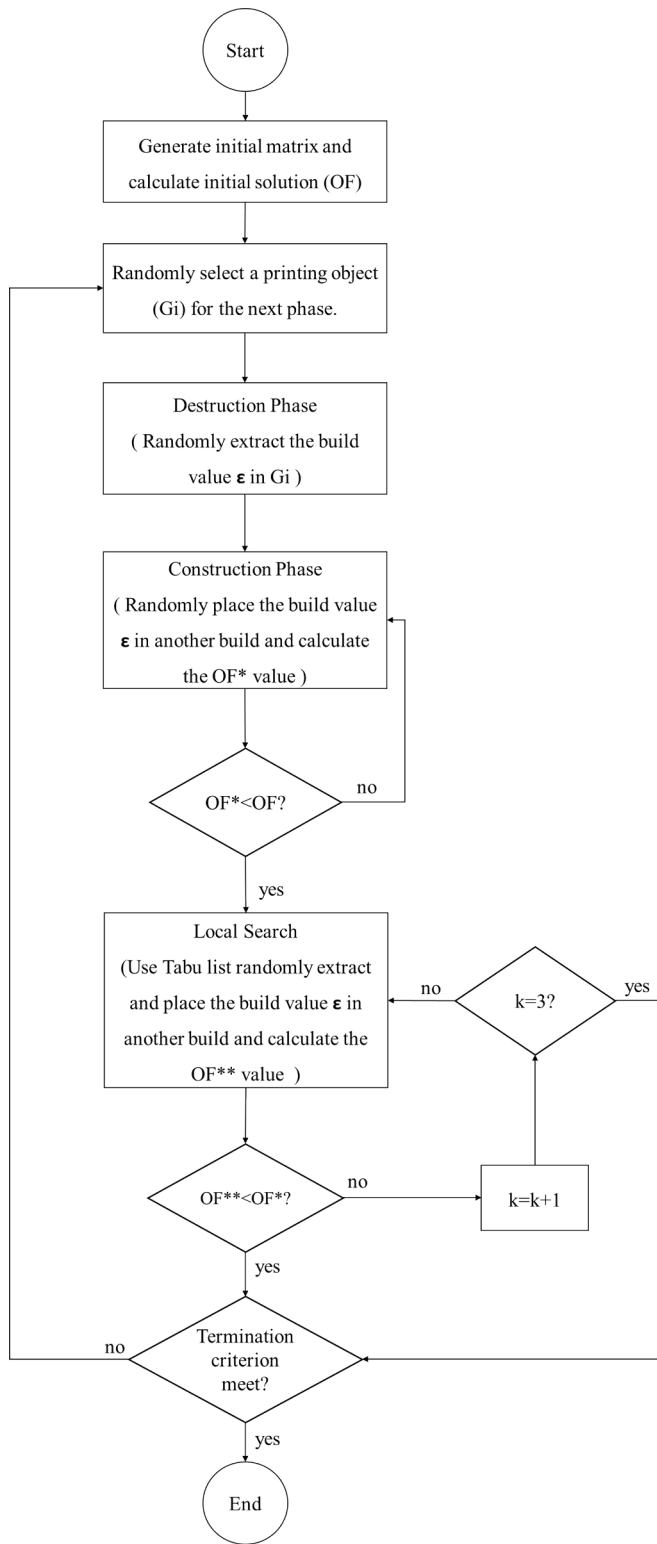 Start
Generate initial matrix and
calculate initial solution (OF)
Randomly select a printing object
(Gi) for the next phase.
Destruction Phase
( Randomly extract the build
value ε in Gi )
Construction Phase
( Randomly place the build value
ε in another build and calculate
the OF* value )
OF*<OF?
no
yes
Local Search
(Use Tabu list randomly extract
and place the build value ε in
another build and calculate the
OF** value )
no
k=3?
yes
OF**<OF*?
no
k=k+1
yes
Termination
criterion
meet?
no
yes
End